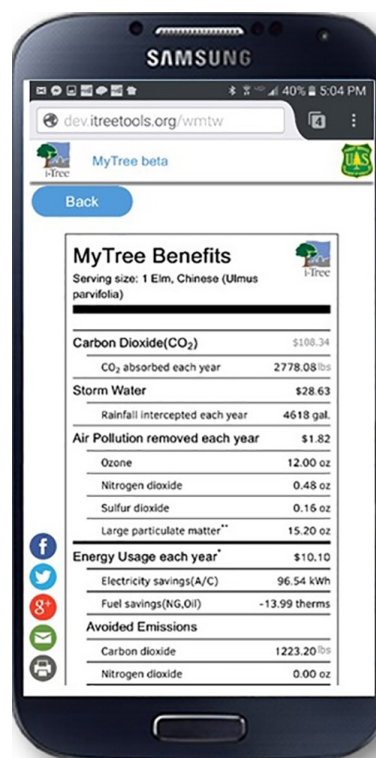 SAMSUNG
40% 5:04 PM
dev.itreetools.org/wmtw
4
i-Tree
MyTree beta
UAS
Back
MyTree Benefits
i-Tree
Serving size: 1 Elm, Chinese (Ulmus
parvifolia)
Carbon Dioxide(CO₂) $108.34
CO₂ absorbed each year 2778.08 lbs
Storm Water $28.63
Rainfall intercepted each year 4618 gal.
Air Pollution removed each year $1.82
Ozone 12.00 oz
Nitrogen dioxide 0.48 oz
Sulfur dioxide 0.16 oz
Large particulate matter** 15.20 oz
Energy Usage each year* $10.10
Electricity savings(A/C) 96.54 kWh
Fuel savings(NG,Oil) -13.99 therms
Avoided Emissions
Carbon dioxide 1223.20 lbs
Nitrogen dioxide 0.00 oz
f
8+